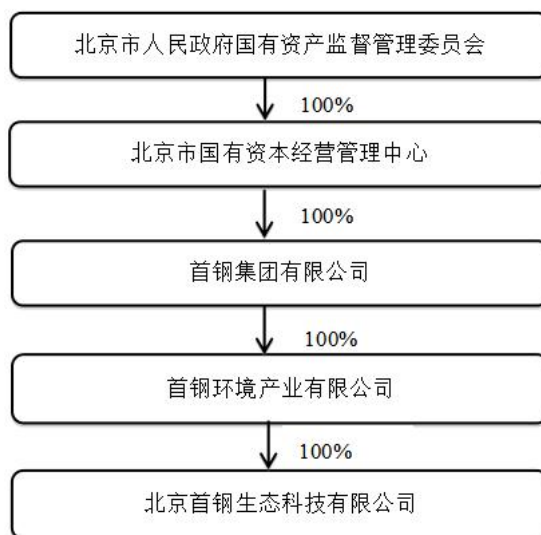 北京市人民政府国有资产监督管理委员会
100%
北京市国有资本经营管理中心
100%
首钢集团有限公司
100%
首钢环境产业有限公司
100%
北京首钢生态科技有限公司